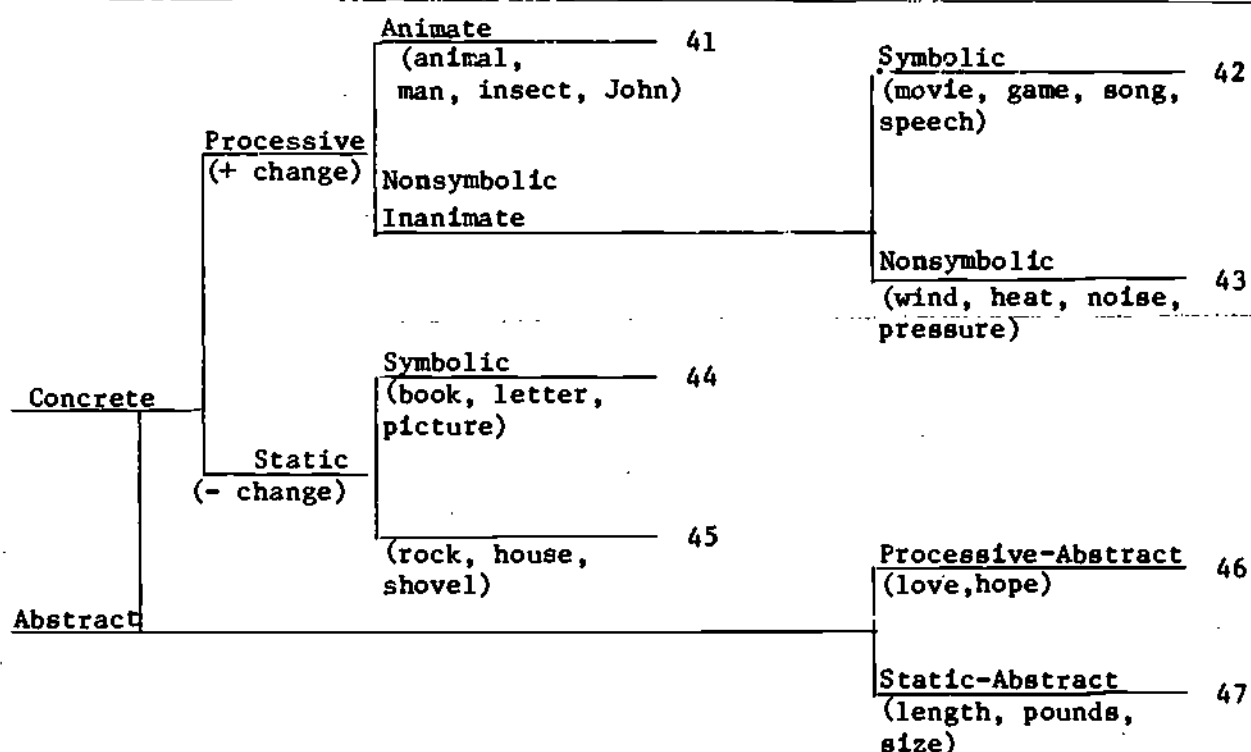 Animate 41
(animal,
man, insect, John)
Symbolic 42
(movie, game, song,
speech)
Processive
(+ change)
Nonsymbolic
Inanimate
Nonsymbolic 43
(wind, heat, noise,
pressure)
Symbolic 44
(book, letter,
picture)
Concrete
Static
(- change)
45
(rock, house,
shovel)
Processive-Abstract 46
(love,hope)
Abstract
Static-Abstract 47
(length, pounds,
size)